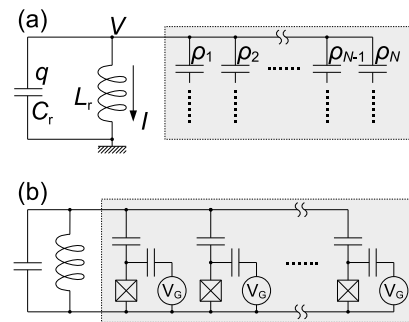 (a)
V
ρ1 ρ2 ρN-1 ρN
q
Cr
Lr
I
(b)
VG VG VG